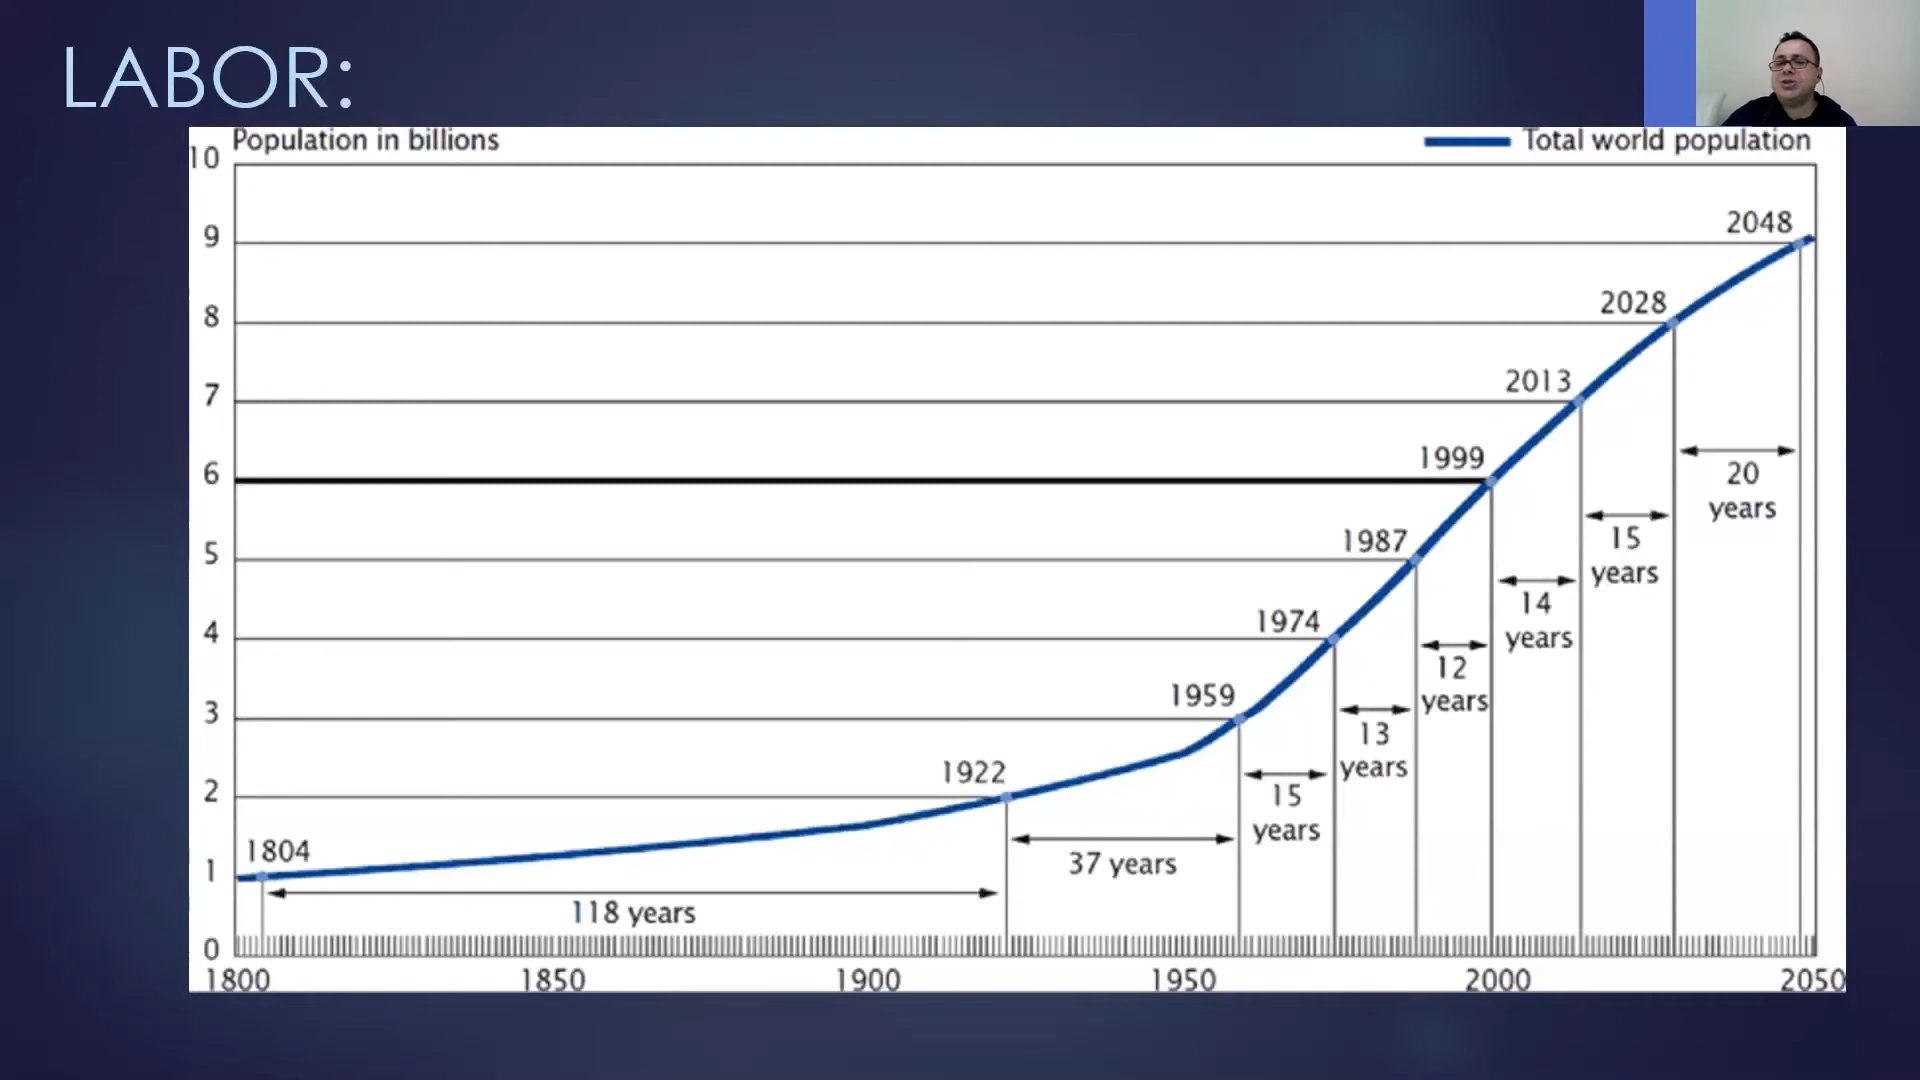 LABOR:
Population in billions
Total world population
10
9
8
7
6
5
4
3
2
1
0
2048
2028
2013
1999
1987
1974
1959
1922
1804
20
years
15
years
14
years
12
years
13
years
15
years
37 years
118 years
1800 1850 1900 1950 2000 2050